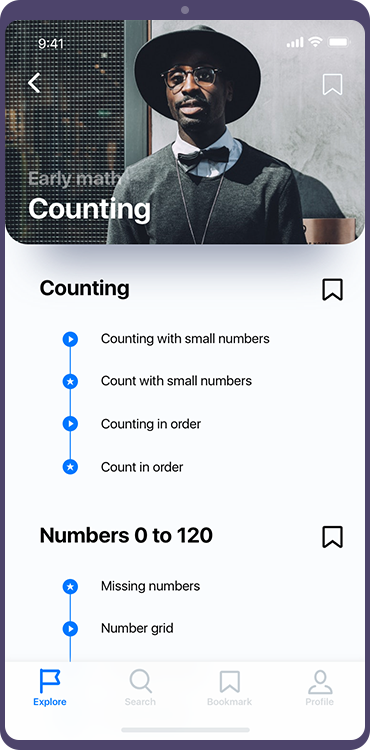 9:41
Early math
Counting
Counting
Counting with small numbers
Count with small numbers
Counting in order
Count in order
Numbers 0 to 120
Missing numbers
Number grid
Explore
Search
Bookmark
Profile